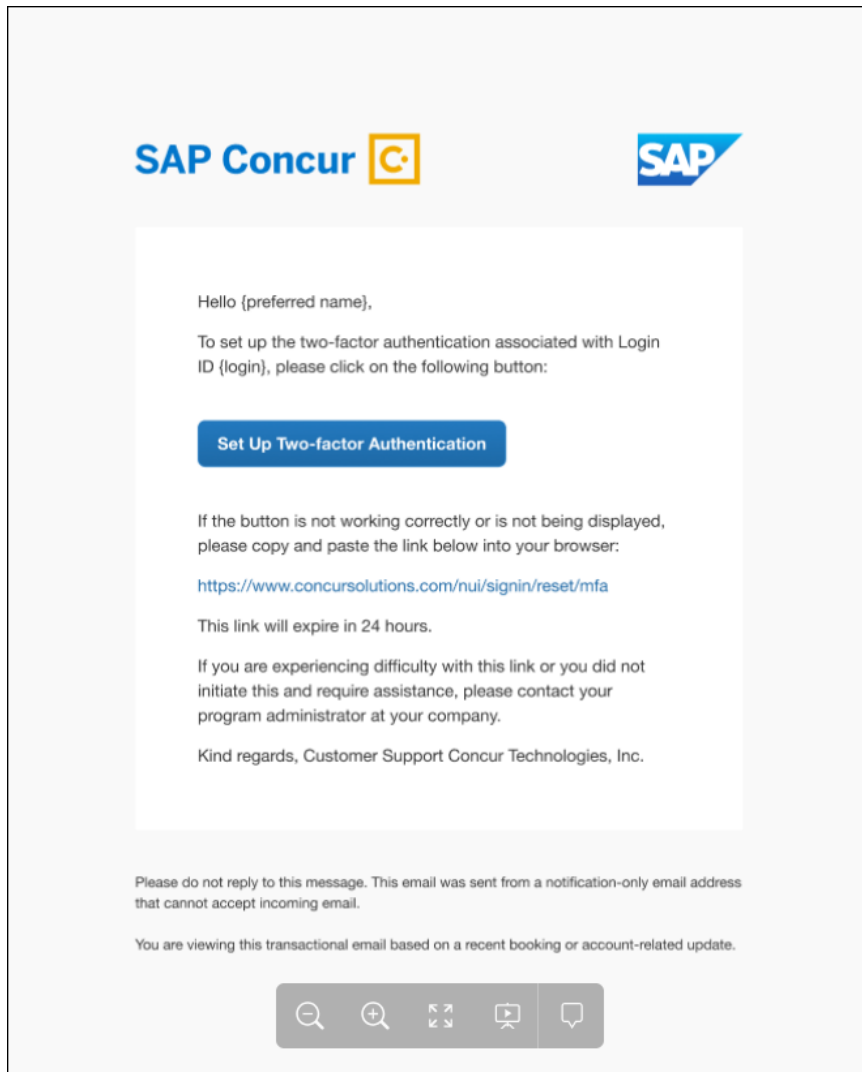 SAP Concur C
SAP
Hello {preferred name},
To set up the two-factor authentication associated with Login
ID {login}, please click on the following button:
Set Up Two-factor Authentication
If the button is not working correctly or is not being displayed,
please copy and paste the link below into your browser:
https://www.concursolutions.com/nui/signin/reset/mfa
This link will expire in 24 hours.
If you are experiencing difficulty with this link or you did not
initiate this and require assistance, please contact your
program administrator at your company.
Kind regards, Customer Support Concur Technologies, Inc.
Please do not reply to this message. This email was sent from a notification-only email address
that cannot accept incoming email.
You are viewing this transactional email based on a recent booking or account-related update.